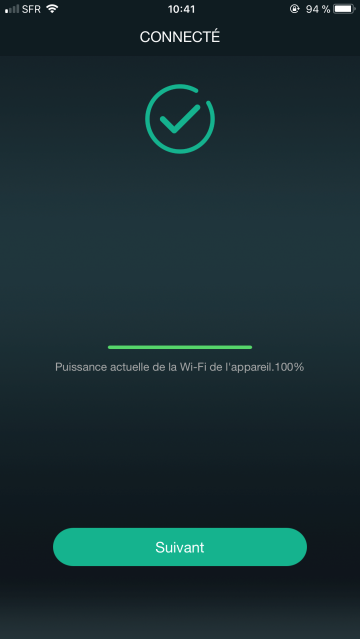 SFR 10:41 94 %
CONNECTÉ
Puissance actuelle de la Wi-Fi de l'appareil.100%
Suivant